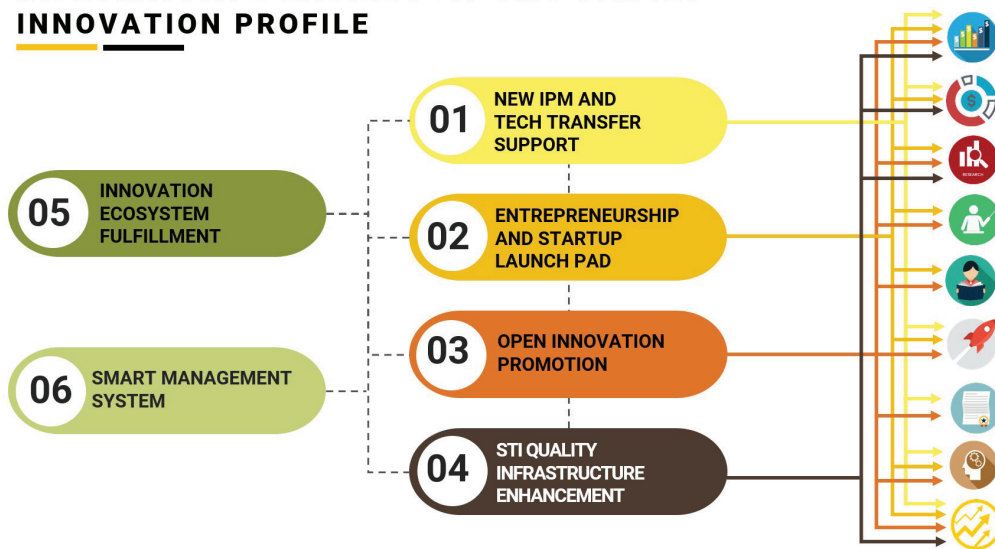 INNOVATION PROFILE
01
NEW IPM AND
TECH TRANSFER
SUPPORT
05
INNOVATION
ECOSYSTEM
FULFILLMENT
02
ENTREPRENEURSHIP
AND STARTUP
LAUNCH PAD
03
OPEN INNOVATION
PROMOTION
06
SMART MANAGEMENT
SYSTEM
04
STI QUALITY
INFRASTRUCTURE
ENHANCEMENT
$ $ $ $ $
$
RESEARCH